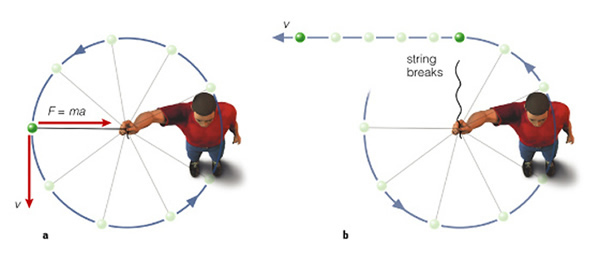 F = ma
v
a
v
string
breaks
b